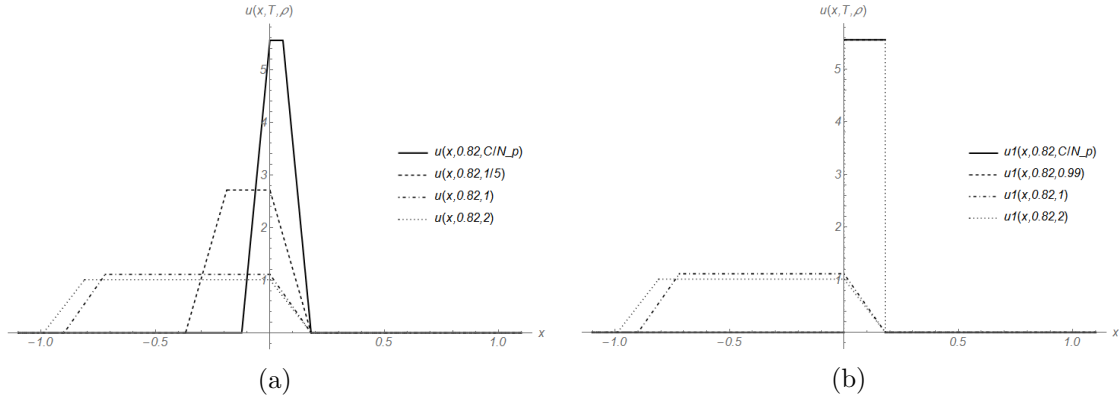 u(x,T,ρ)
5
4
3
2
1
u(x,0.82,C/N_p)
u(x,0.82,1/5)
u(x,0.82,1)
u(x,0.82,2)
−1.0
−0.5
0.5
1.0
x
(a)
u(x,T,ρ)
5
4
3
2
1
u1(x,0.82,C/N_p)
u1(x,0.82,0.99)
u1(x,0.82,1)
u1(x,0.82,2)
−1.0
−0.5
0.5
1.0
x
(b)